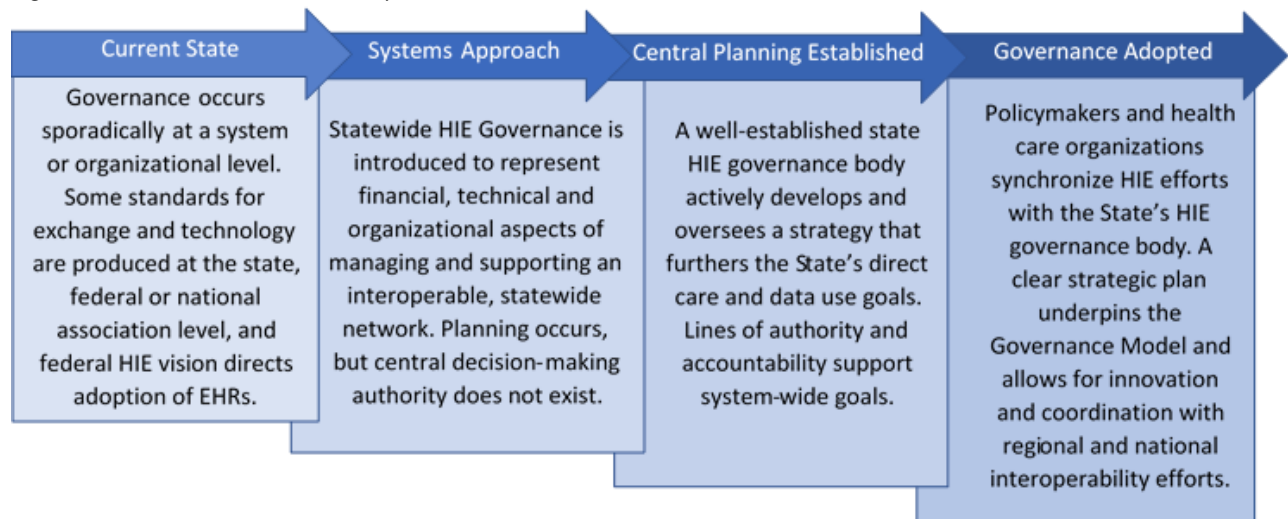 Current State
Governance occurs
sporadically at a system
or organizational level.
Some standards for
exchange and technology
are produced at the state,
federal or national
association level, and
federal HIE vision directs
adoption of EHRs.
Systems Approach
Statewide HIE Governance is
introduced to represent
financial, technical and
organizational aspects of
managing and supporting an
interoperable, statewide
network. Planning occurs,
but central decision-making
authority does not exist.
Central Planning Established
A well-established state
HIE governance body
actively develops and
oversees a strategy that
furthers the State's direct
care and data use goals.
Lines of authority and
accountability support
system-wide goals.
Governance Adopted
Policymakers and health
care organizations
synchronize HIE efforts
with the State's HIE
governance body. A
clear strategic plan
underpins the
Governance Model and
allows for innovation
and coordination with
regional and national
interoperability efforts.